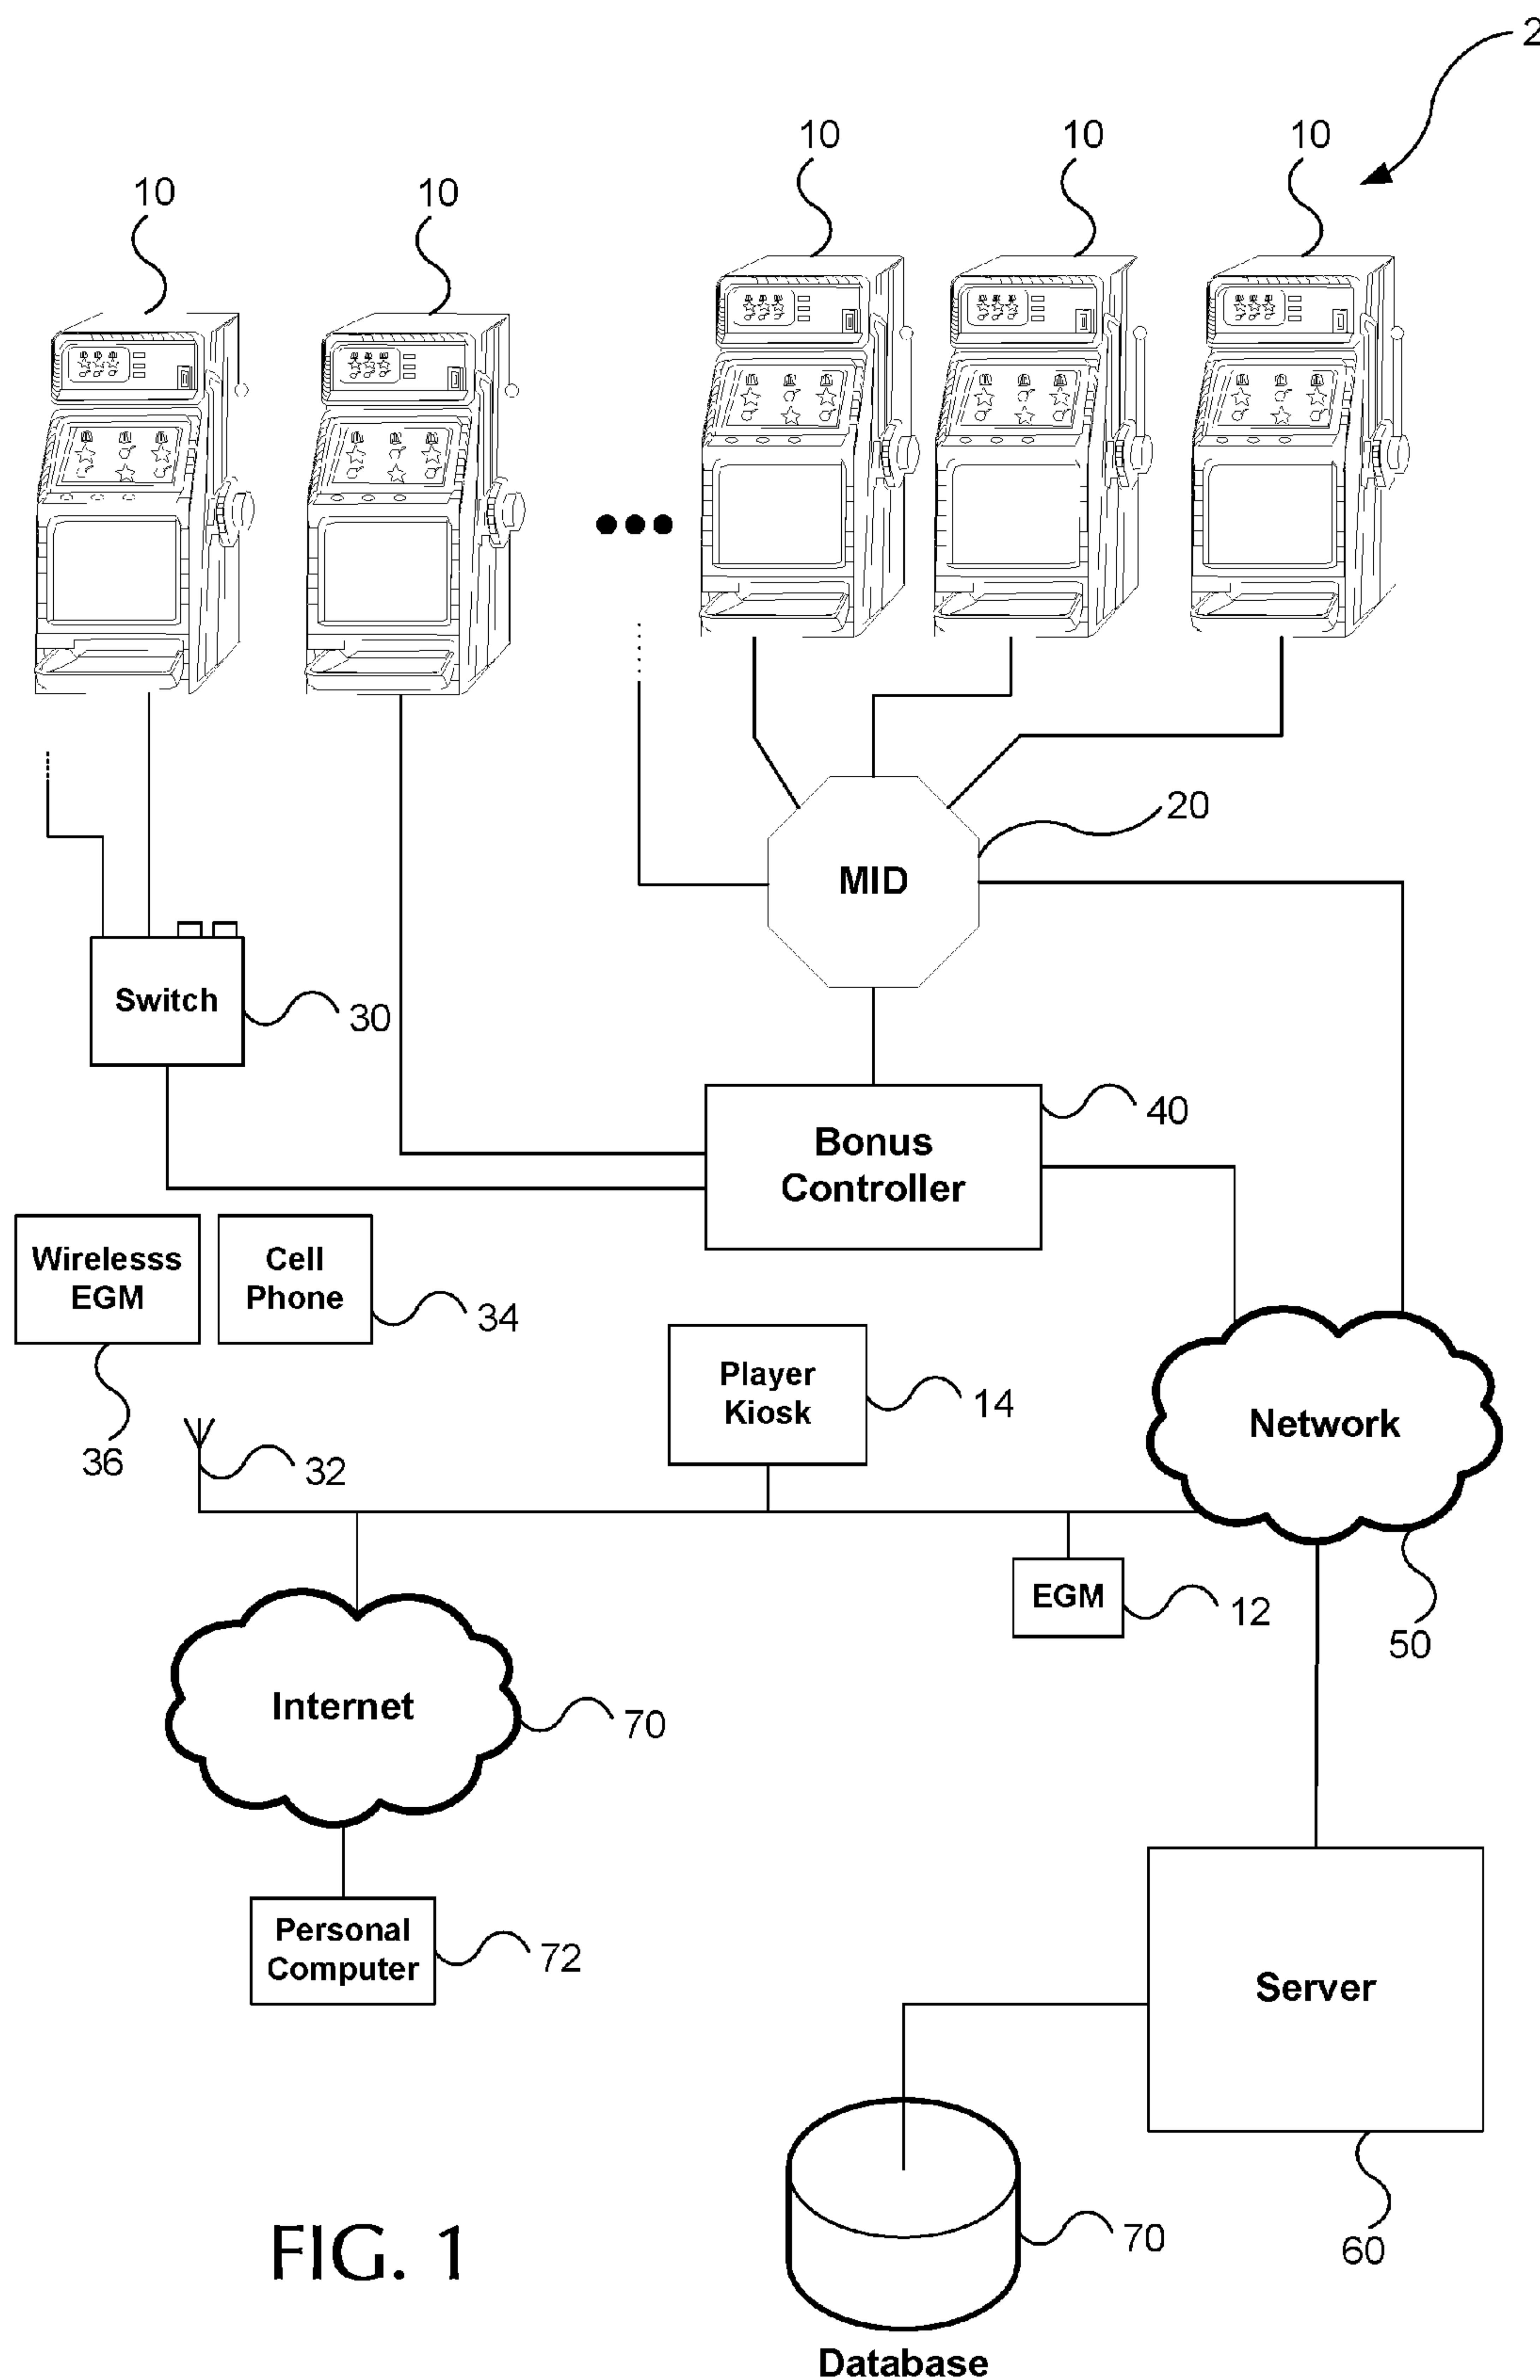 2
10
10
10
10
10
20
MID
Switch
30
40
Bonus
Controller
Wirelesss
EGM
Cell
Phone
34
Player
Kiosk
14
36
32
Network
EGM
12
50
Internet
70
Personal
Computer
72
Server
60
70
Database
FIG. 1